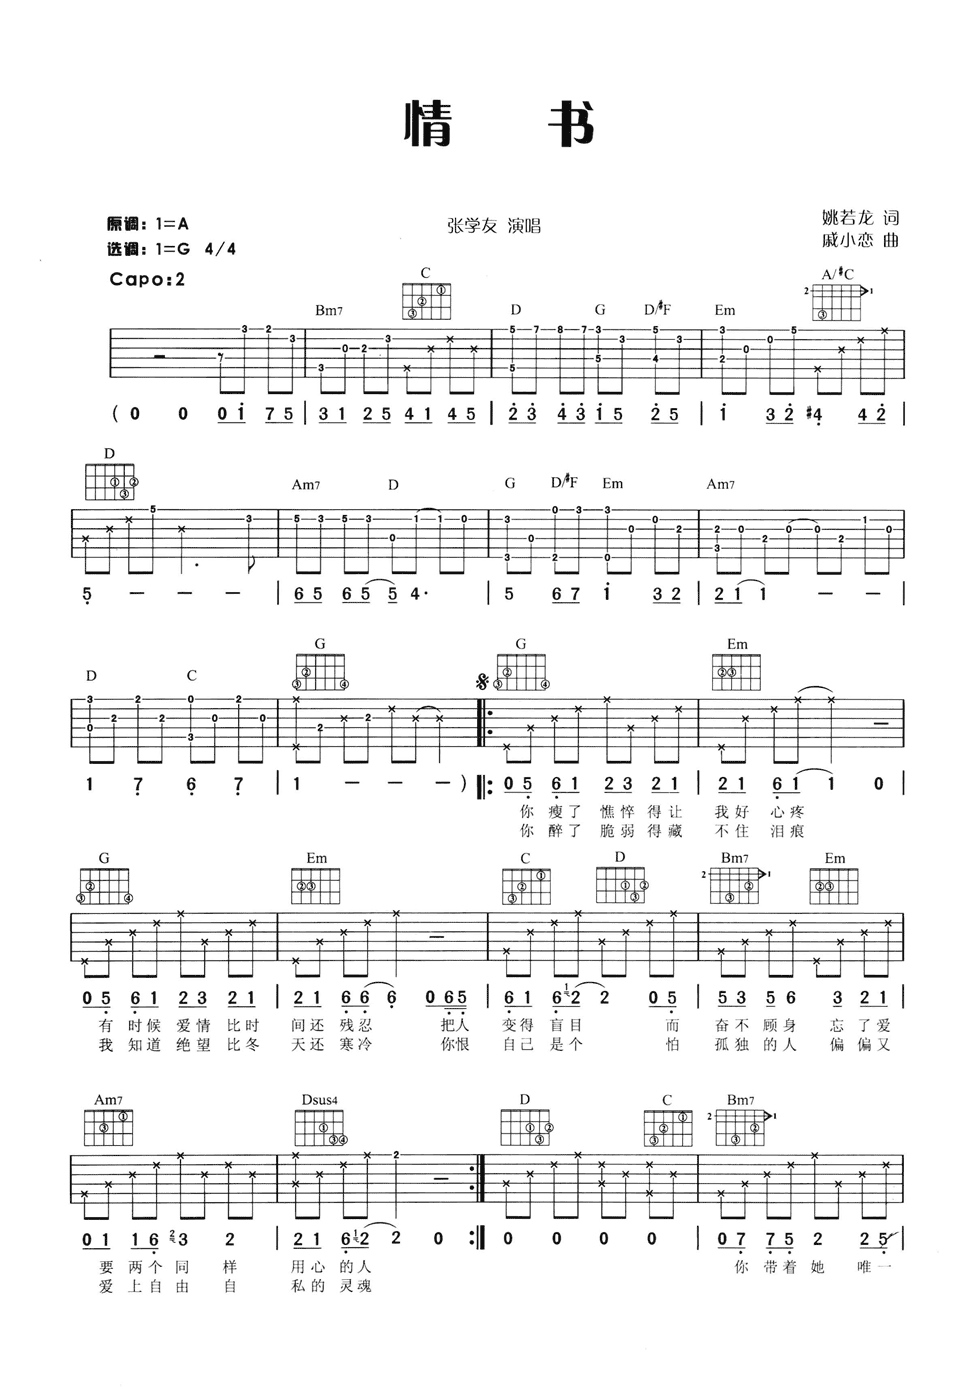 情 书
原调：1=A
张学友 演唱
姚若龙 词
选调：1=G 4/4
戚小恋 曲
Capo:2
Bm7 C D G D/#F Em A/#C
( 0 0 0 1 7 5 | 3 1 2 5 4 1 4 5 | 2 3 4 3 1 5 2 5 | 1 3 2 #4 4 2 |
D Am7 D G D/#F Em Am7
5 — — — | 6 5 6 5 5 4· | 5 6 7 1 3 2 | 2 1 1 — — |
D C G G Em
1 7 6 7 | 1 — — — ) 0 5 6 1 2 3 2 1 | 2 1 6 1 1 0
你 瘦了 憔悴 得让 我好 心疼
你 醉了 脆弱 得藏 不住 泪痕
G Em C D Bm7 Em
0 5 6 1 2 3 2 1 | 2 1 6 6 6 0 6 5 | 6 1 6 1 2 2 0 5 | 5 3 5 6 3 2 1 |
有 时候 爱情 比时 间还 残忍 把人 变得 盲目 而 奋不 顾身 忘了爱
我 知道 绝望 比冬 天还 寒冷 你恨 自己 是个 怕 孤独 的人 偏偏又
Am7 Dsus4 D C Bm7
0 1 1 6 2 3 2 | 2 1 6 1 2 2 0 :| 0 0 0 0 | 0 7 7 5 2 2 5 |
要 两个 同 样 用心 的人 你 带着 她 唯一
爱 上自 由 自 私的 灵魂